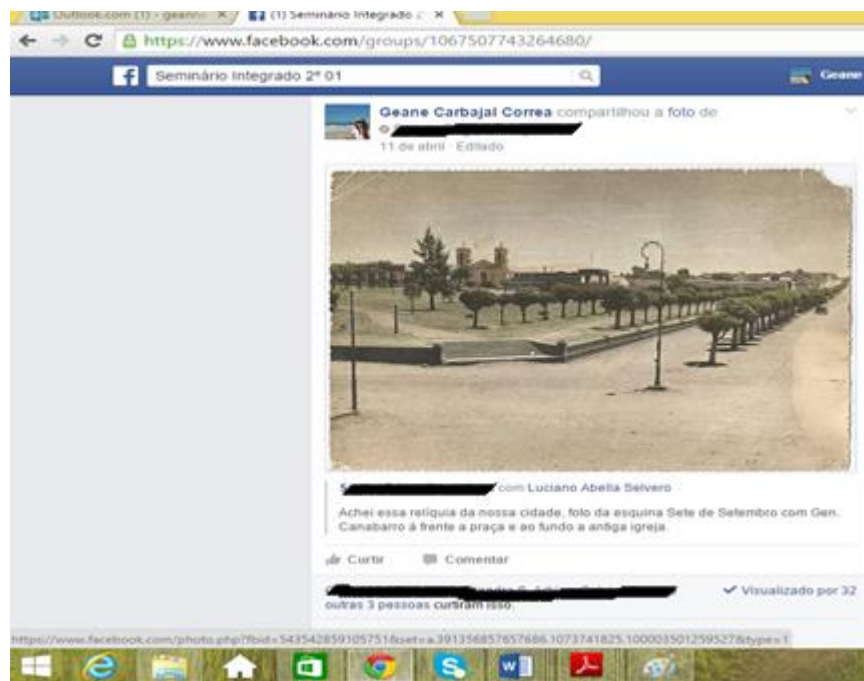 Outlook.com (1) - geann
(1) Seminário Integrado 2
https://www.facebook.com/groups/1067507743264680/
Seminário Integrado 2º 01
Geane
Geane Carbajal Correa compartilhou a foto de
11 de abril · Editado
com Luciano Abella Selvero
Achei essa relíquia da nossa cidade, foto da esquina Sete de Setembro com Gen.
Canabarro á frente a praça e ao fundo a antiga igreja.
Curtir Comentar
Visualizado por 32
outras 3 pessoas curtiram isso.
https://www.facebook.com/photo.php?fbid=543542859105751&set=a.391356857657686.1073741825.100003501259527&type=1